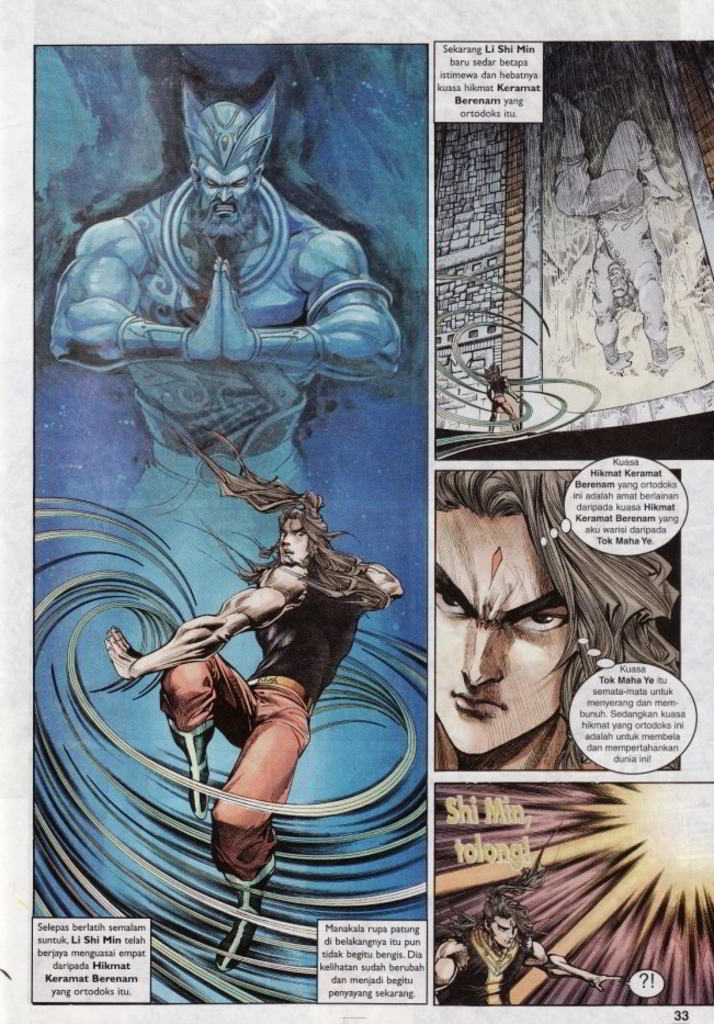 Selepas berlatih semalam
suntuk, Li Shi Min telah
berjaya menguasai empat
daripada Hikmat
Keramat Berenam
yang ortodoks itu.
Manakala rupa patung
di belakangnya itu pun
tidak begitu bengis. Dia
kelihatan sudah berubah
dan menjadi begitu
penyayang sekarang.
Sekarang Li Shi Min
baru sedar betapa
istimewa dan hebatnya
kuasa hikmat Keramat
Berenam yang
ortodoks itu.
Kuasa
Hikmat Keramat
Berenam yang ortodoks
ini adalah amat berlainan
daripada kuasa Hikmat
Keramat Berenam yang
aku warisi daripada
Tok Maha Ye.
Kuasa
Tok Maha Ye itu
semata-mata untuk
menyerang dan mem-
bunuh. Sedangkan kuasa
hikmat yang ortodoks ini
adalah untuk membela
dan mempertahankan
dunia ini!
Shi Min,
tolong!
?!
33